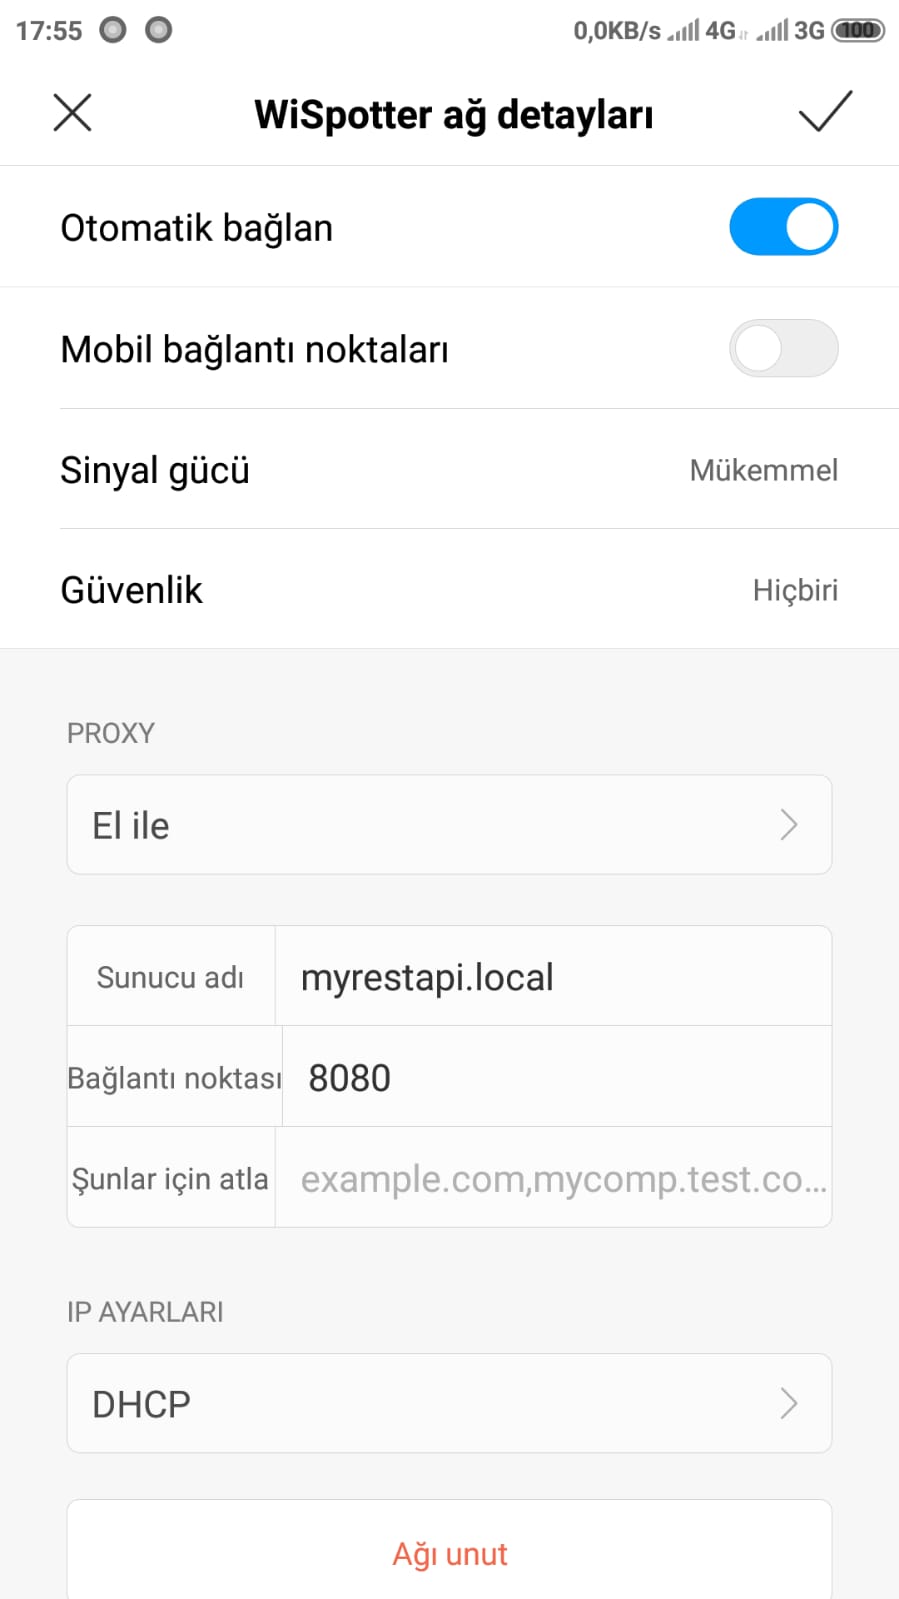 17:55 0,0KB/s 4G 3G 100
WiSpotter ağ detayları
Otomatik bağlan
Mobil bağlantı noktaları
Sinyal gücü Mükemmel
Güvenlik Hiçbiri
PROXY
El ile
Sunucu adı myrestapi.local
Bağlantı noktası 8080
Şunlar için atla example.com,mycomp.test.co...
IP AYARLARI
DHCP
Ağı unut